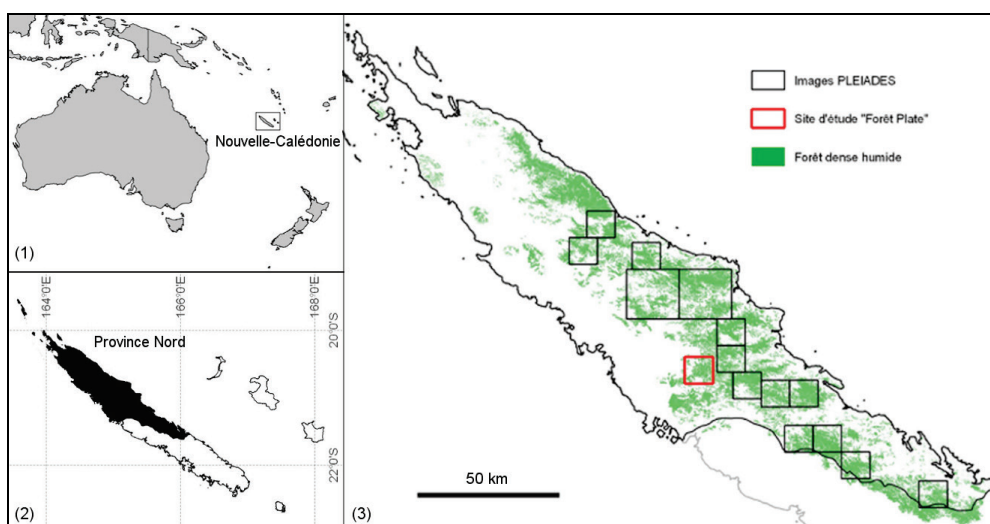 Nouvelle-Calédonie
(1)
164°0'E
166°0'E
168°0'E
Province Nord
20°0'S
22°0'S
(2)
Images PLEIADES
Site d'étude "Forêt Plate"
Forêt dense humide
50 km
(3)